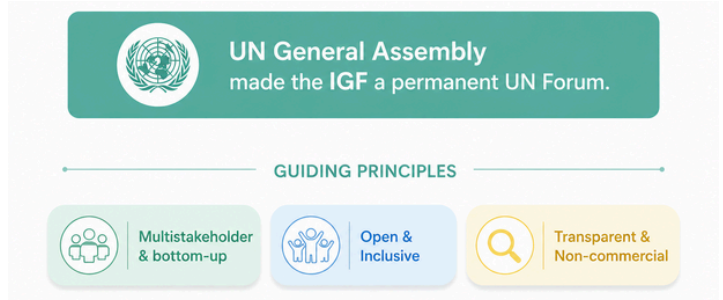 UN General Assembly
made the IGF a permanent UN Forum.
GUIDING PRINCIPLES
Multistakeholder
& bottom-up
Open &
Inclusive
Transparent &
Non-commercial